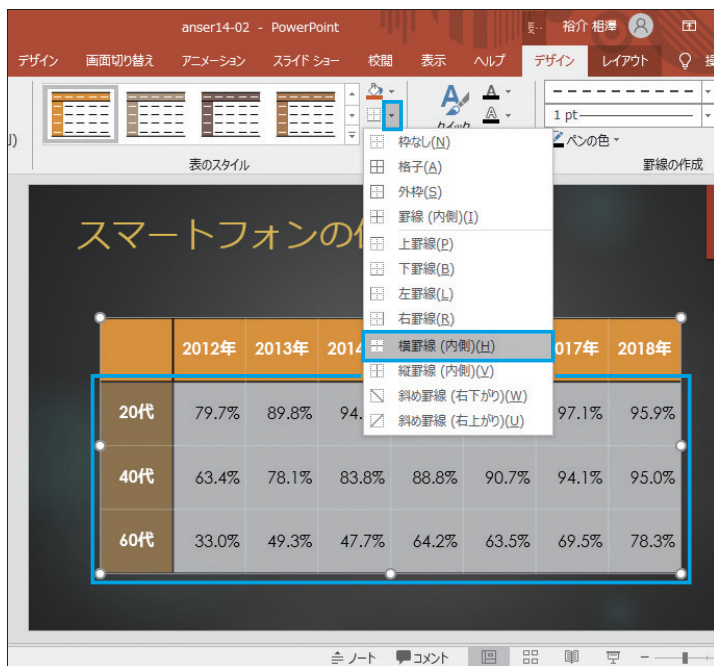 anser14-02 - PowerPoint
裕介 相澤
デザイン 画面切り替え アニメーション スライド ショー 校閲 表示 ヘルプ デザイン レイアウト
1 pt
ペンの色
表のスタイル
罫線の作成
枠なし(N)
格子(A)
外枠(S)
罫線 (内側)(I)
上罫線(P)
下罫線(B)
左罫線(L)
右罫線(R)
横罫線 (内側)(H)
縦罫線 (内側)(V)
斜め罫線 (右下がり)(W)
斜め罫線 (右上がり)(U)
スマートフォンの
2012年 2013年 2014 017年 2018年
20代 79.7% 89.8% 94. 97.1% 95.9%
40代 63.4% 78.1% 83.8% 88.8% 90.7% 94.1% 95.0%
60代 33.0% 49.3% 47.7% 64.2% 63.5% 69.5% 78.3%
ノート コメント